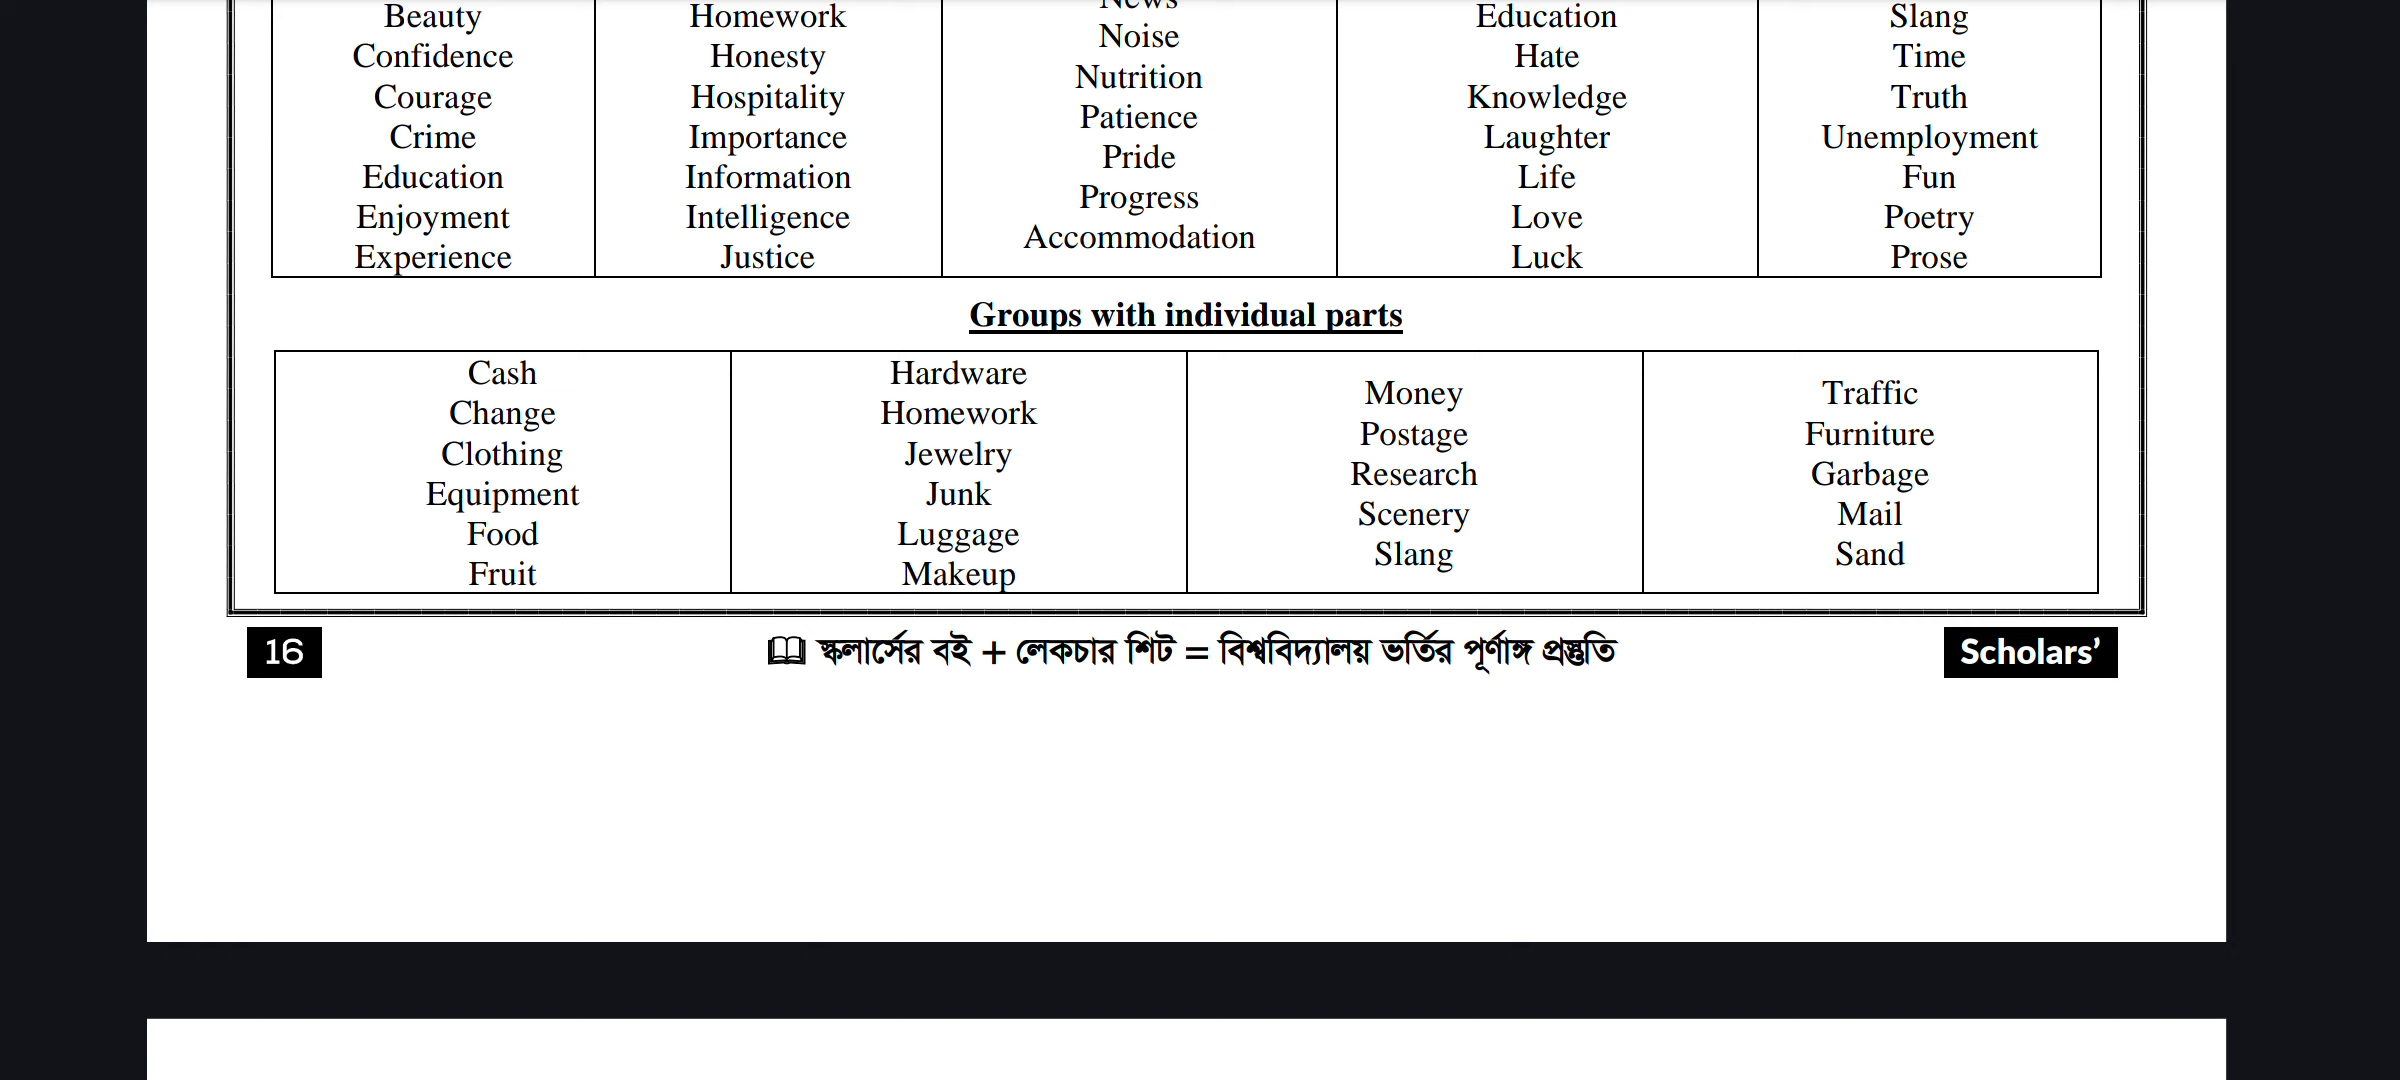 News
Beauty Homework Education Slang
Noise
Confidence Honesty Hate Time
Nutrition
Courage Hospitality Knowledge Truth
Patience
Crime Importance Laughter Unemployment
Pride
Education Information Life Fun
Progress
Enjoyment Intelligence Love Poetry
Accommodation
Experience Justice Luck Prose
Groups with individual parts
Cash Hardware
Money Traffic
Change Homework
Postage Furniture
Clothing Jewelry
Research Garbage
Equipment Junk
Scenery Mail
Food Luggage
Slang Sand
Fruit Makeup
16 স্কলার্সের বই + লেকচার শিট = বিশ্ববিদ্যালয় ভর্তির পূর্ণাঙ্গ প্রস্তুতি Scholars’